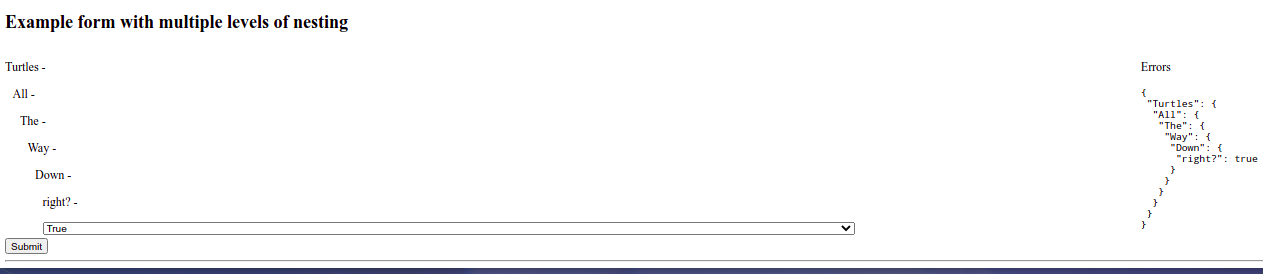 Example form with multiple levels of nesting
Turtles -
All -
The -
Way -
Down -
right? -
True
Submit
Errors
{
"Turtles": {
"All": {
"The": {
"Way": {
"Down": {
"right?": true
}
}
}
}
}
}